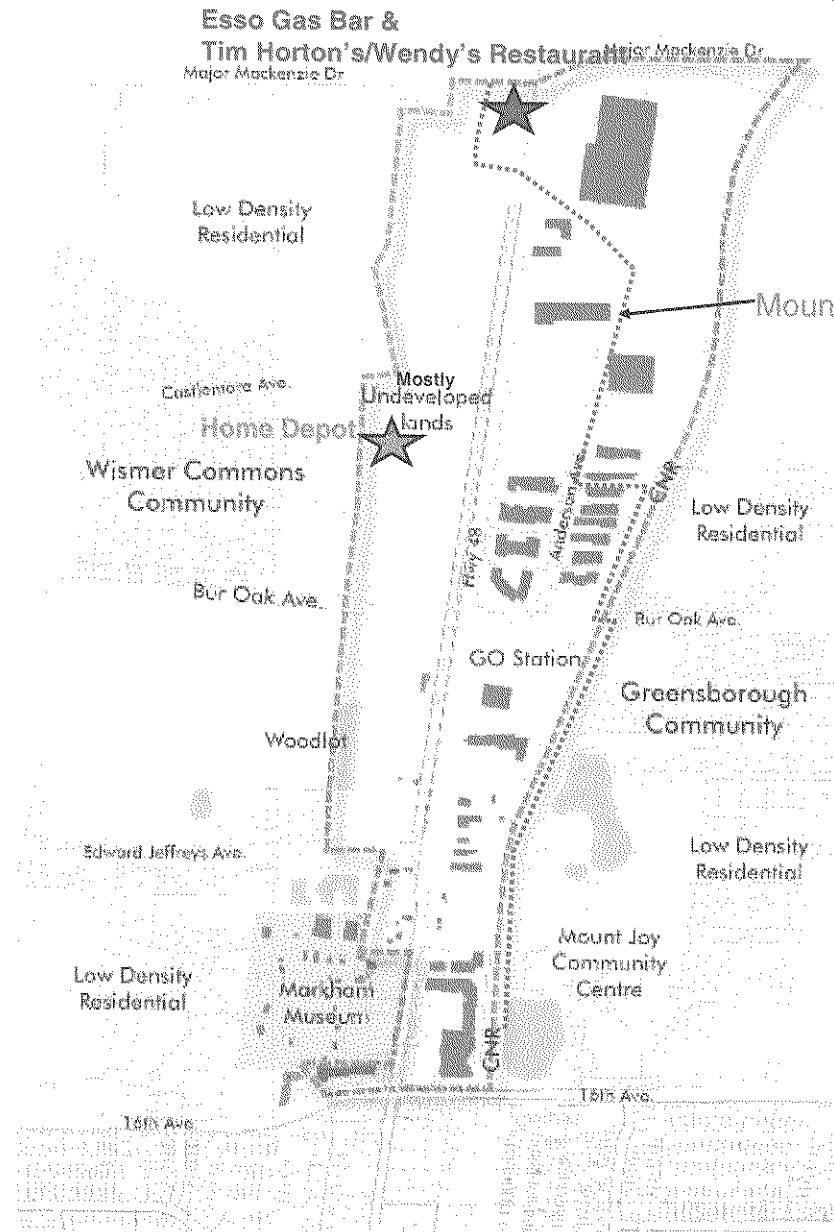 Esso Gas Bar &
Tim Horton's/Wendy's Restaurant
Major Mackenzie Dr
Major Mackenzie Dr
Low Density
Residential
Moun
Castlemore Ave.
Mostly
Undeveloped
lands
Home Depot
Wismer Commons
Community
CNR
Low Density
Residential
Anderson Ave
Hwy 48
Bur Oak Ave.
Bur Oak Ave.
GO Station
Greensborough
Community
Woodlot
Edward Jeffreys Ave.
Low Density
Residential
Mount Joy
Community
Centre
Low Density
Residential
Markham
Museum
CNR
16th Ave.
16th Ave.